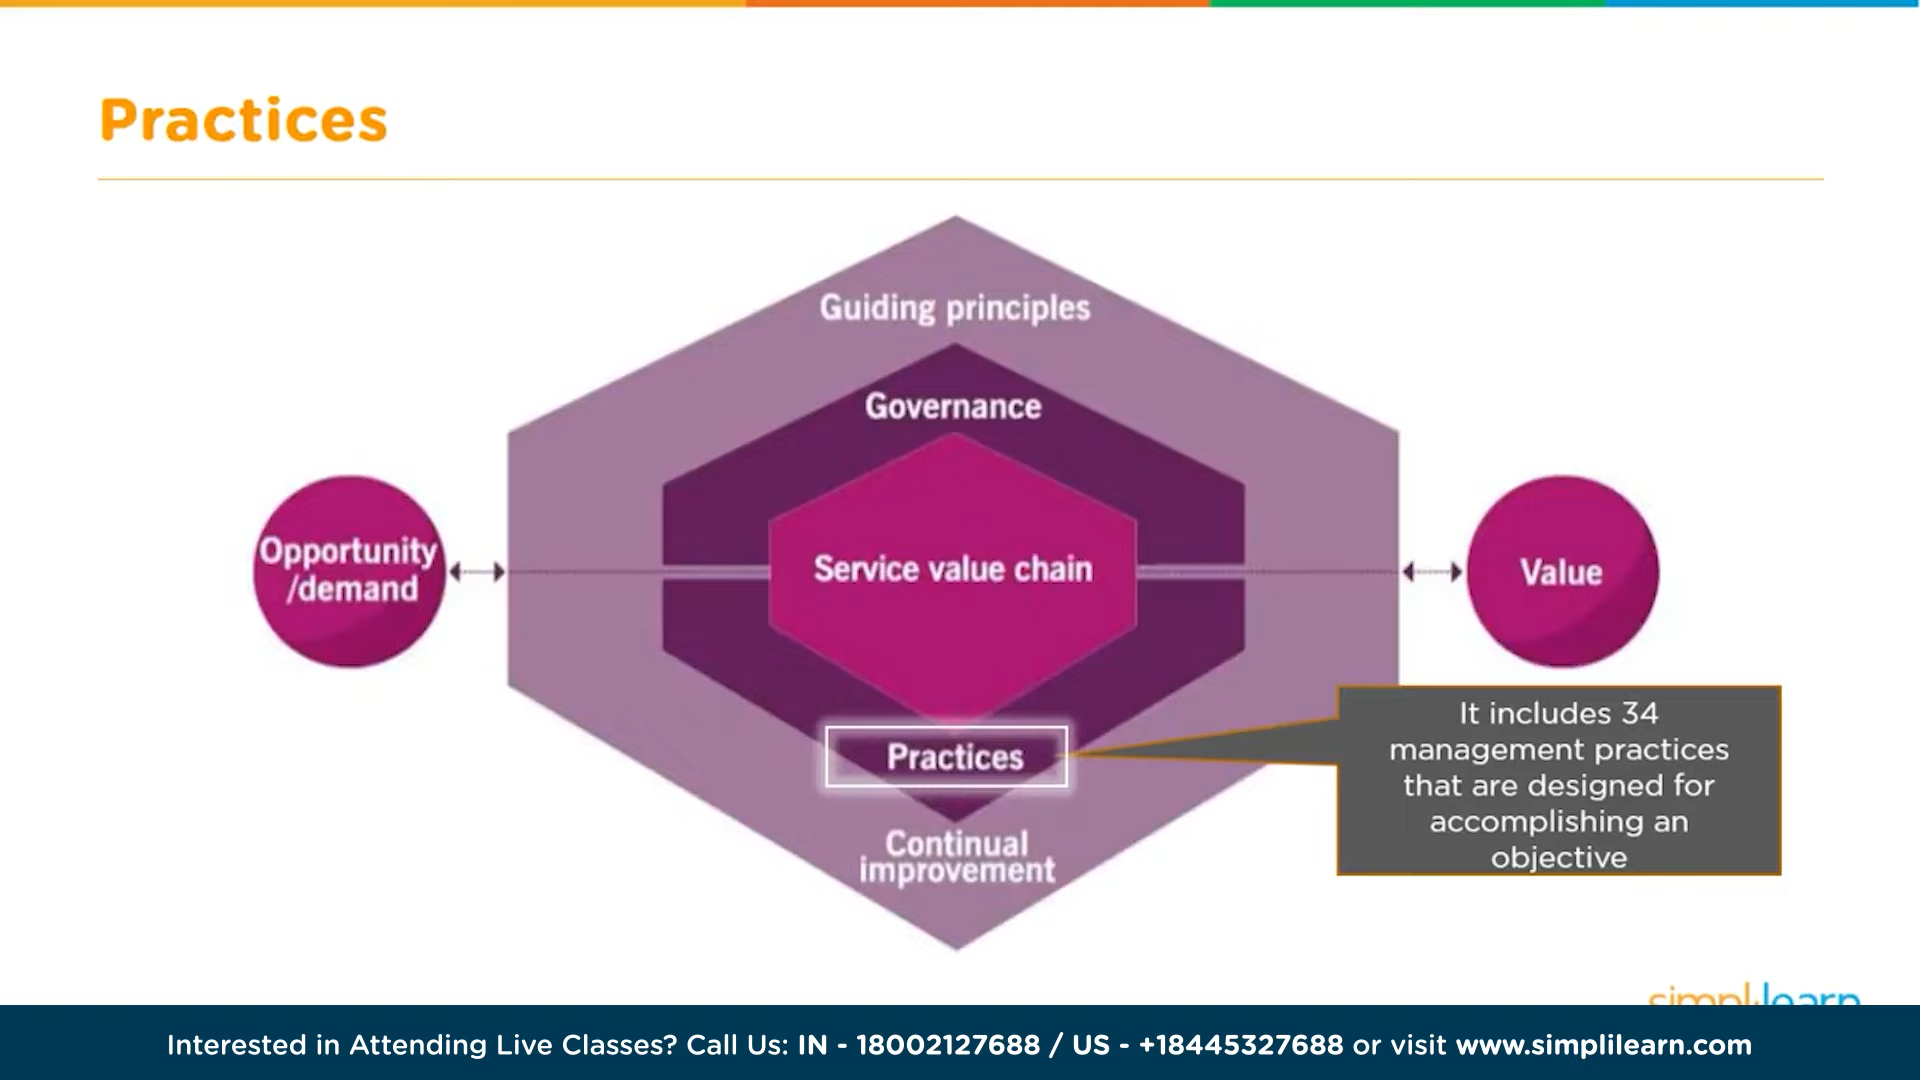 Practices
Guiding principles
Governance
Opportunity
/demand
Service value chain
Value
Practices
It includes 34
management practices
that are designed for
accomplishing an
objective
Continual
improvement
simplilearn
Interested in Attending Live Classes? Call Us: IN - 18002127688 / US - +18445327688 or visit www.simplilearn.com